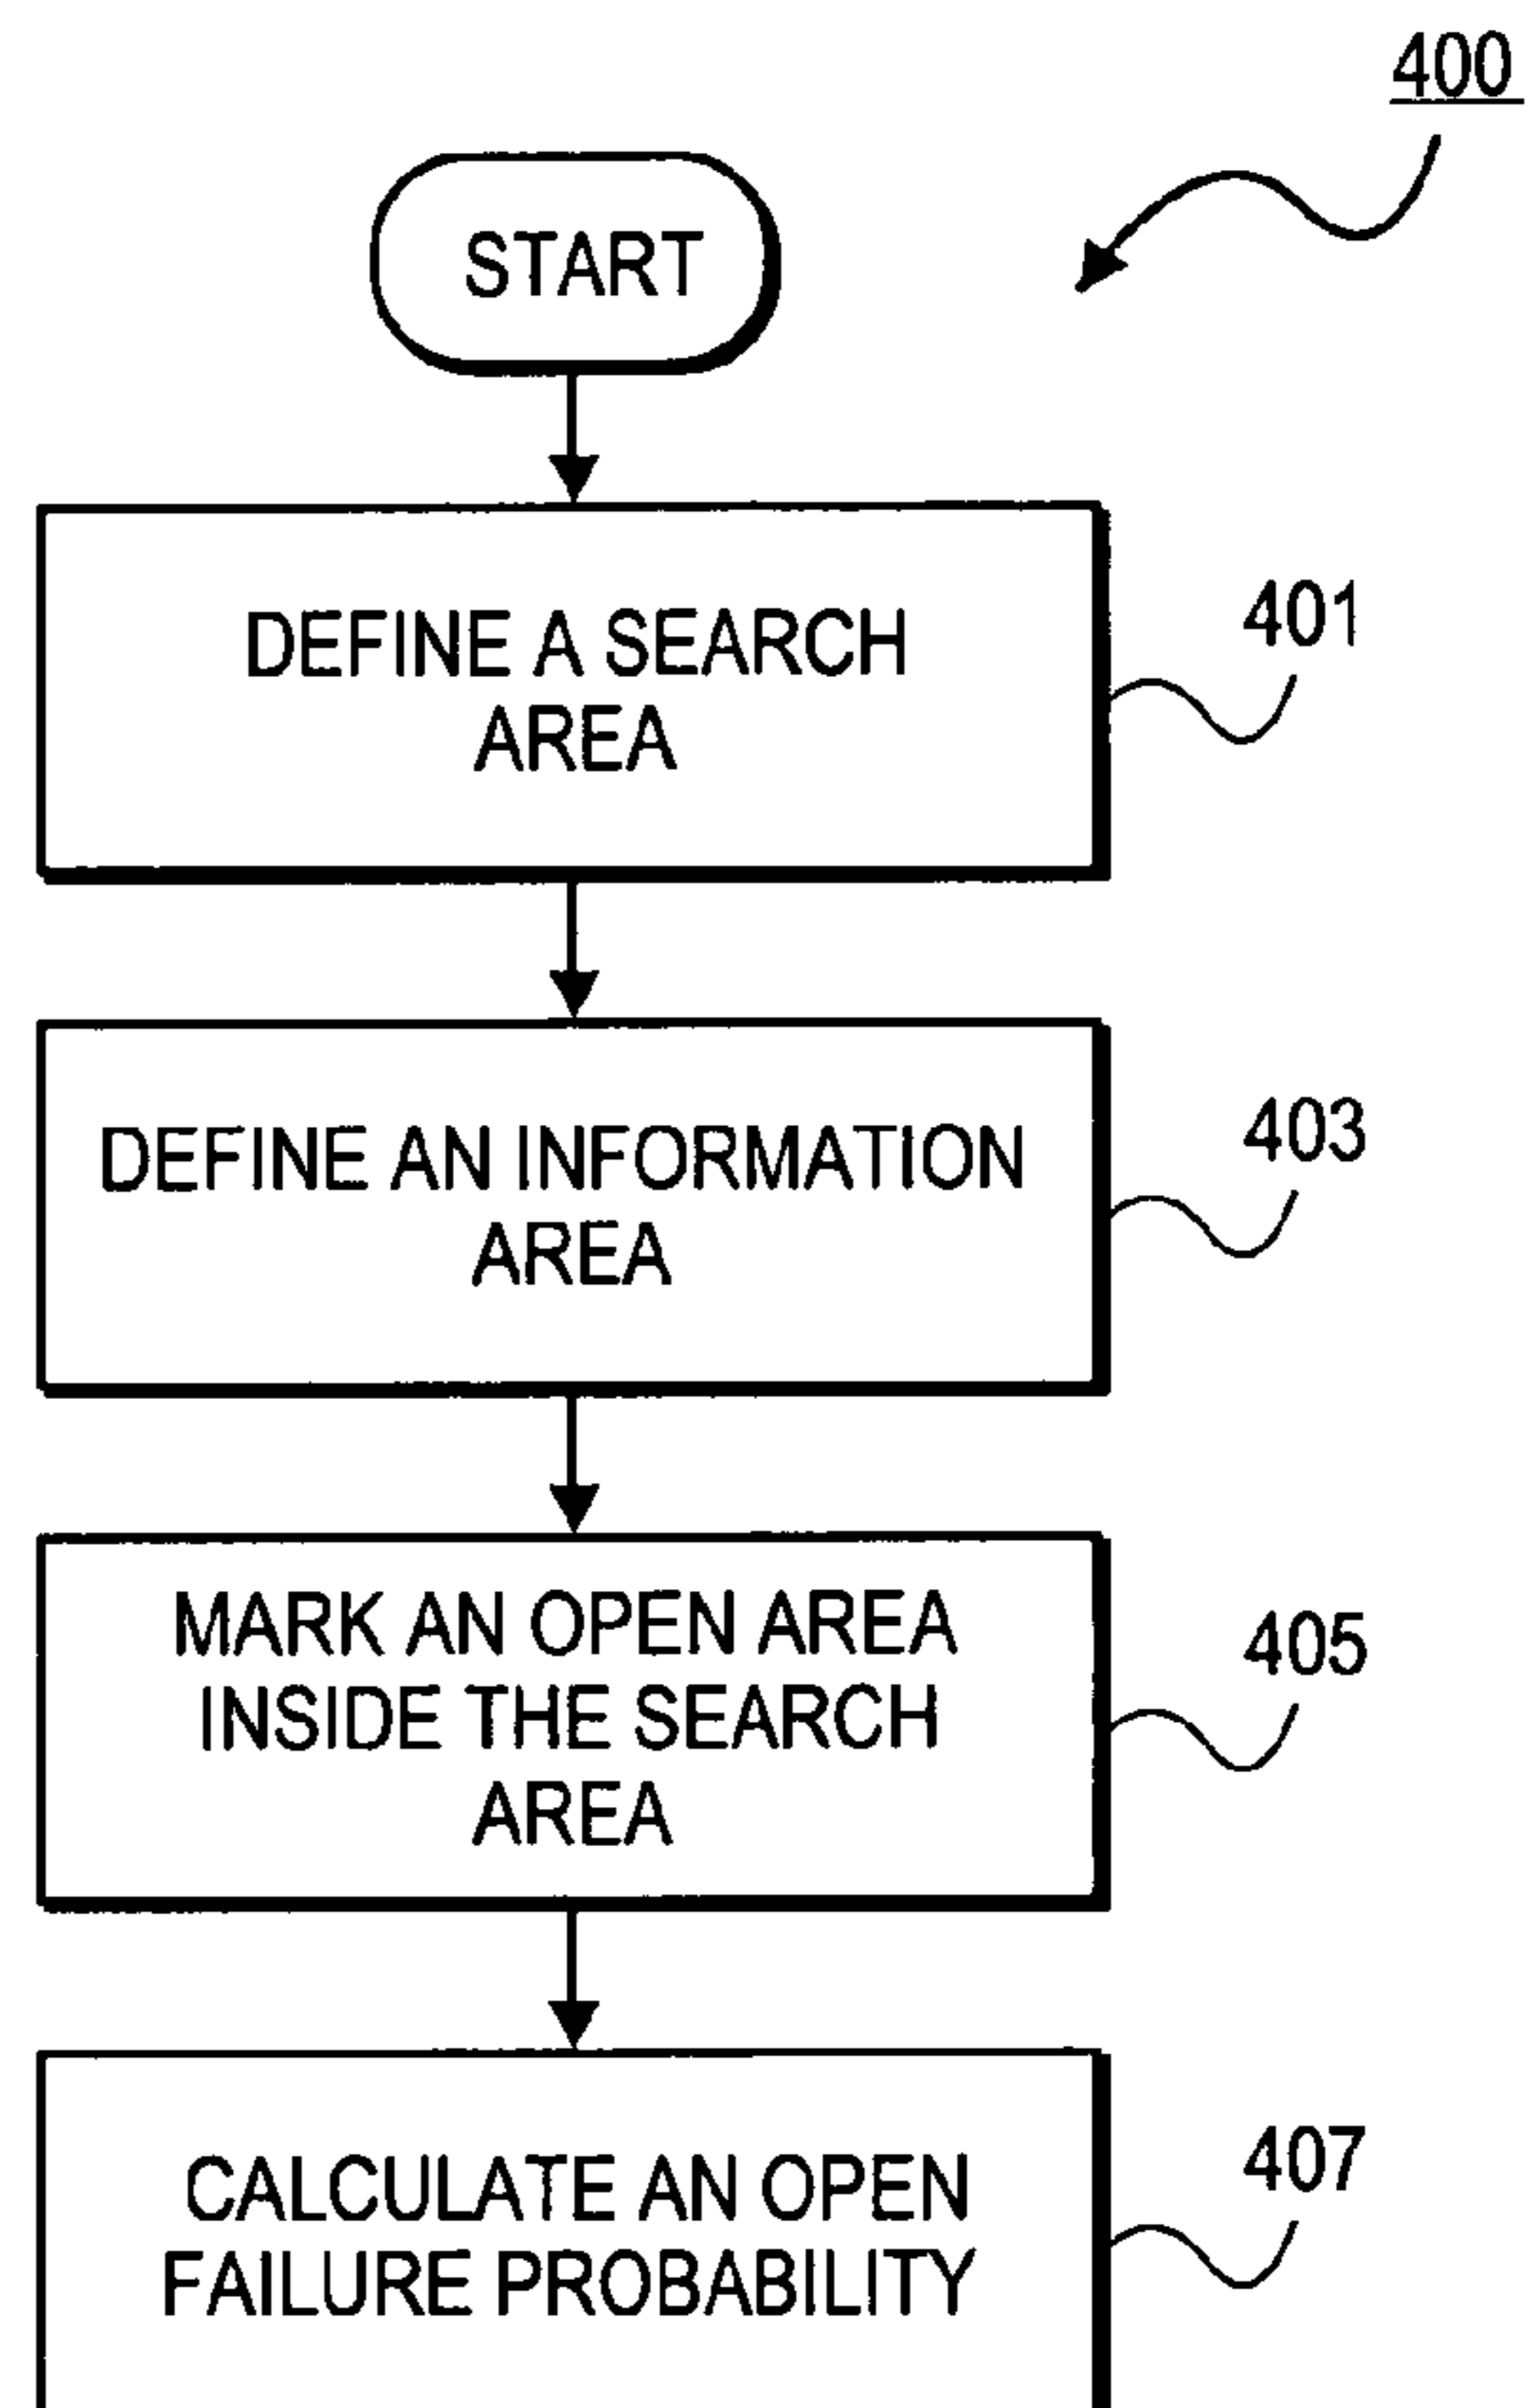 400
START
DEFINE A SEARCH
AREA
401
DEFINE AN INFORMATION
AREA
403
MARK AN OPEN AREA
INSIDE THE SEARCH
AREA
405
CALCULATE AN OPEN
FAILURE PROBABILITY
407